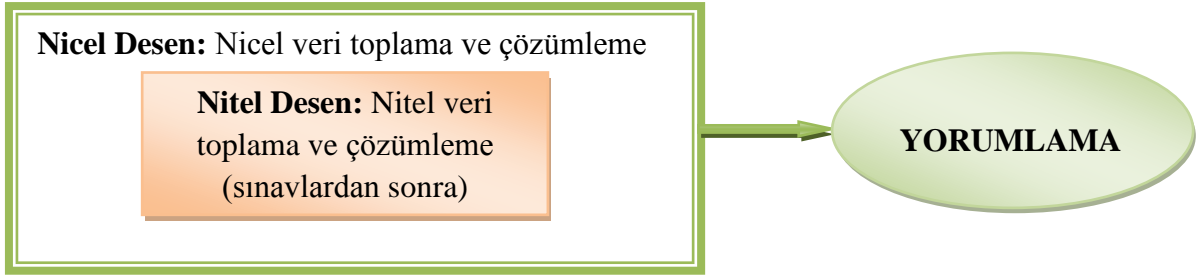 Nicel Desen: Nicel veri toplama ve çözümleme
Nitel Desen: Nitel veri
toplama ve çözümleme
(sınavlardan sonra)
YORUMLAMA